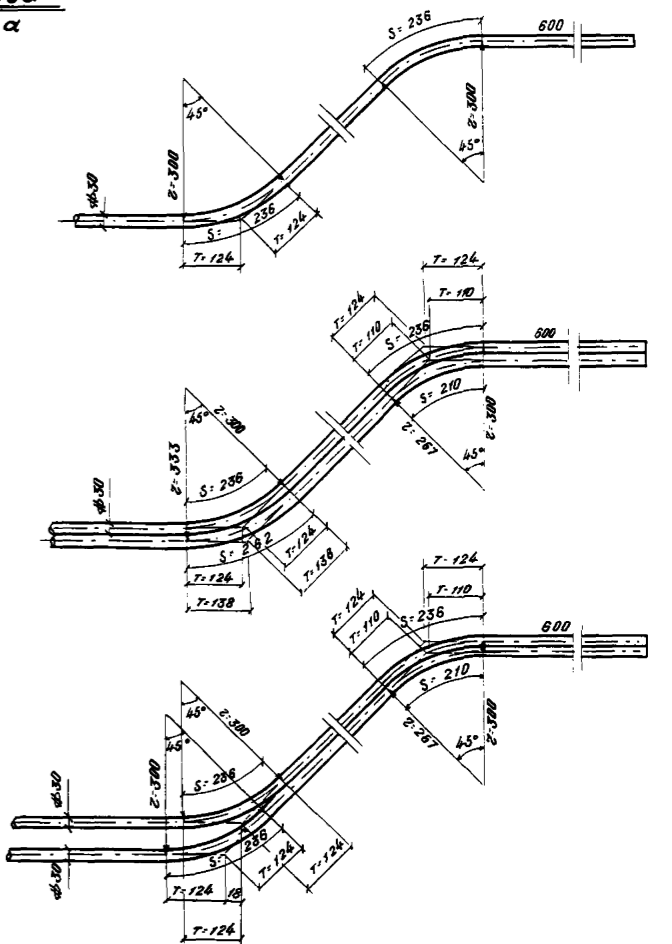 а
S=236
600
45°
г=300
г=300
45°
ф30
S= 236
T=124
T=124
T=124
T=110
T=124
T=110
S= 236
600
45°
г=300
S= 210
г=333
г=267
г=300
S= 236
45°
ф30
S= 262
T=124
T=138
T=124
T=138
T=124
T=110
T=124
T=110
S=236
600
S= 210
45°
г=300
45°
г=267
45°
г=300
г=300
S=236
ф30
S= 236
T=124
T=124
ф30
T=124
18
T=124